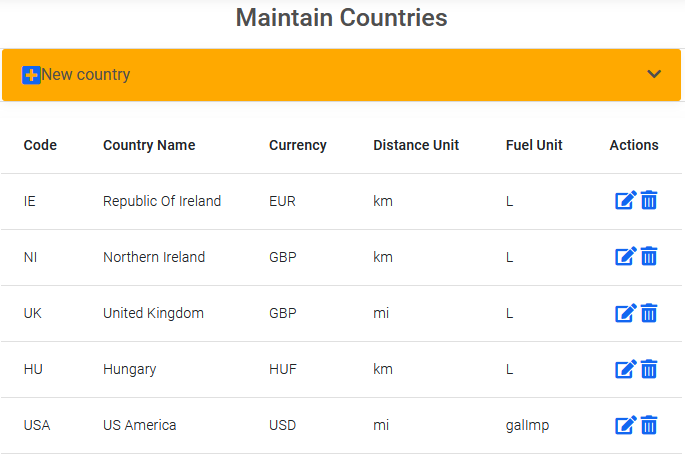 Maintain Countries
New country
Code Country Name Currency Distance Unit Fuel Unit Actions
IE Republic Of Ireland EUR km L
NI Northern Ireland GBP km L
UK United Kingdom GBP mi L
HU Hungary HUF km L
USA US America USD mi galImp